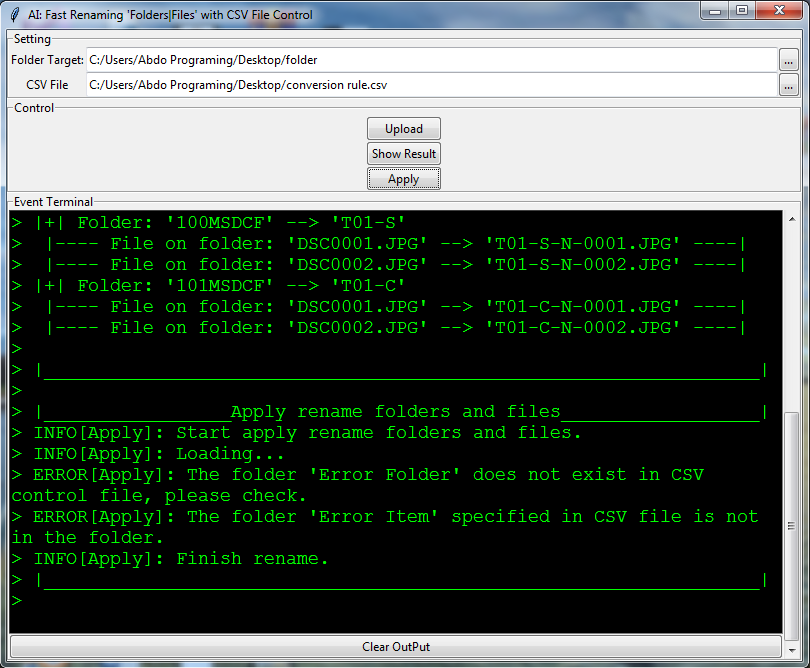 AI: Fast Renaming 'Folders|Files' with CSV File Control
Setting
Folder Target: C:/Users/Abdo Programing/Desktop/folder ...
CSV File C:/Users/Abdo Programing/Desktop/conversion rule.csv ...
Control
Upload
Show Result
Apply
Event Terminal
> |+| Folder: '100MSDCF' --> 'T01-S'
>  |---- File on folder: 'DSC0001.JPG' --> 'T01-S-N-0001.JPG' ----|
>  |---- File on folder: 'DSC0002.JPG' --> 'T01-S-N-0002.JPG' ----|
> |+| Folder: '101MSDCF' --> 'T01-C'
>  |---- File on folder: 'DSC0001.JPG' --> 'T01-C-N-0001.JPG' ----|
>  |---- File on folder: 'DSC0002.JPG' --> 'T01-C-N-0002.JPG' ----|
>
> |____________________________________________________________________|
>
> |__________________Apply rename folders and files___________________|
> INFO[Apply]: Start apply rename folders and files.
> INFO[Apply]: Loading...
> ERROR[Apply]: The folder 'Error Folder' does not exist in CSV
control file, please check.
> ERROR[Apply]: The folder 'Error Item' specified in CSV file is not
in the folder.
> INFO[Apply]: Finish rename.
> |____________________________________________________________________|
>
Clear OutPut